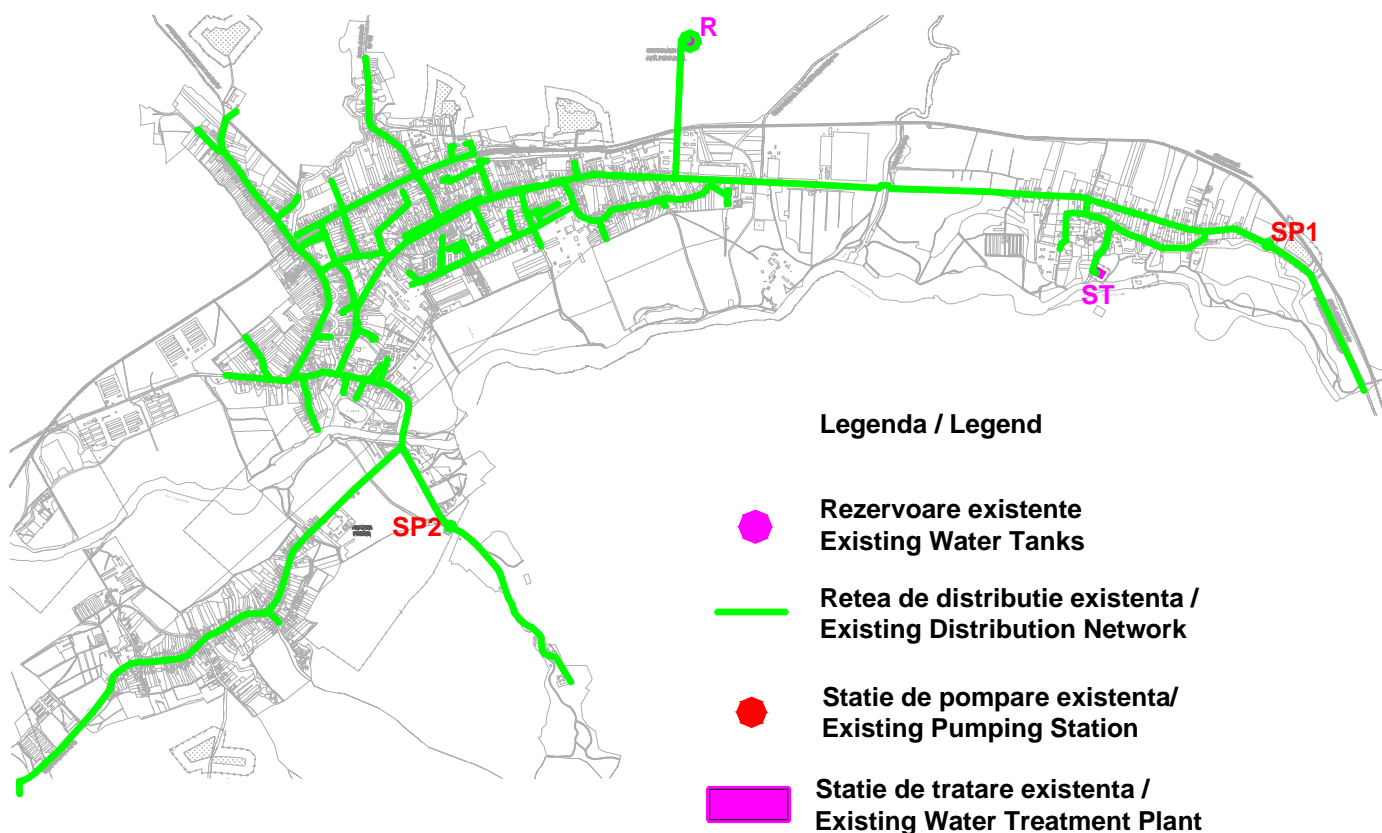 R
SP1
ST
SP2
Legenda / Legend
Rezervoare existente
Existing Water Tanks
Retea de distributie existenta /
Existing Distribution Network
Statie de pompare existenta/
Existing Pumping Station
Statie de tratare existenta /
Existing Water Treatment Plant